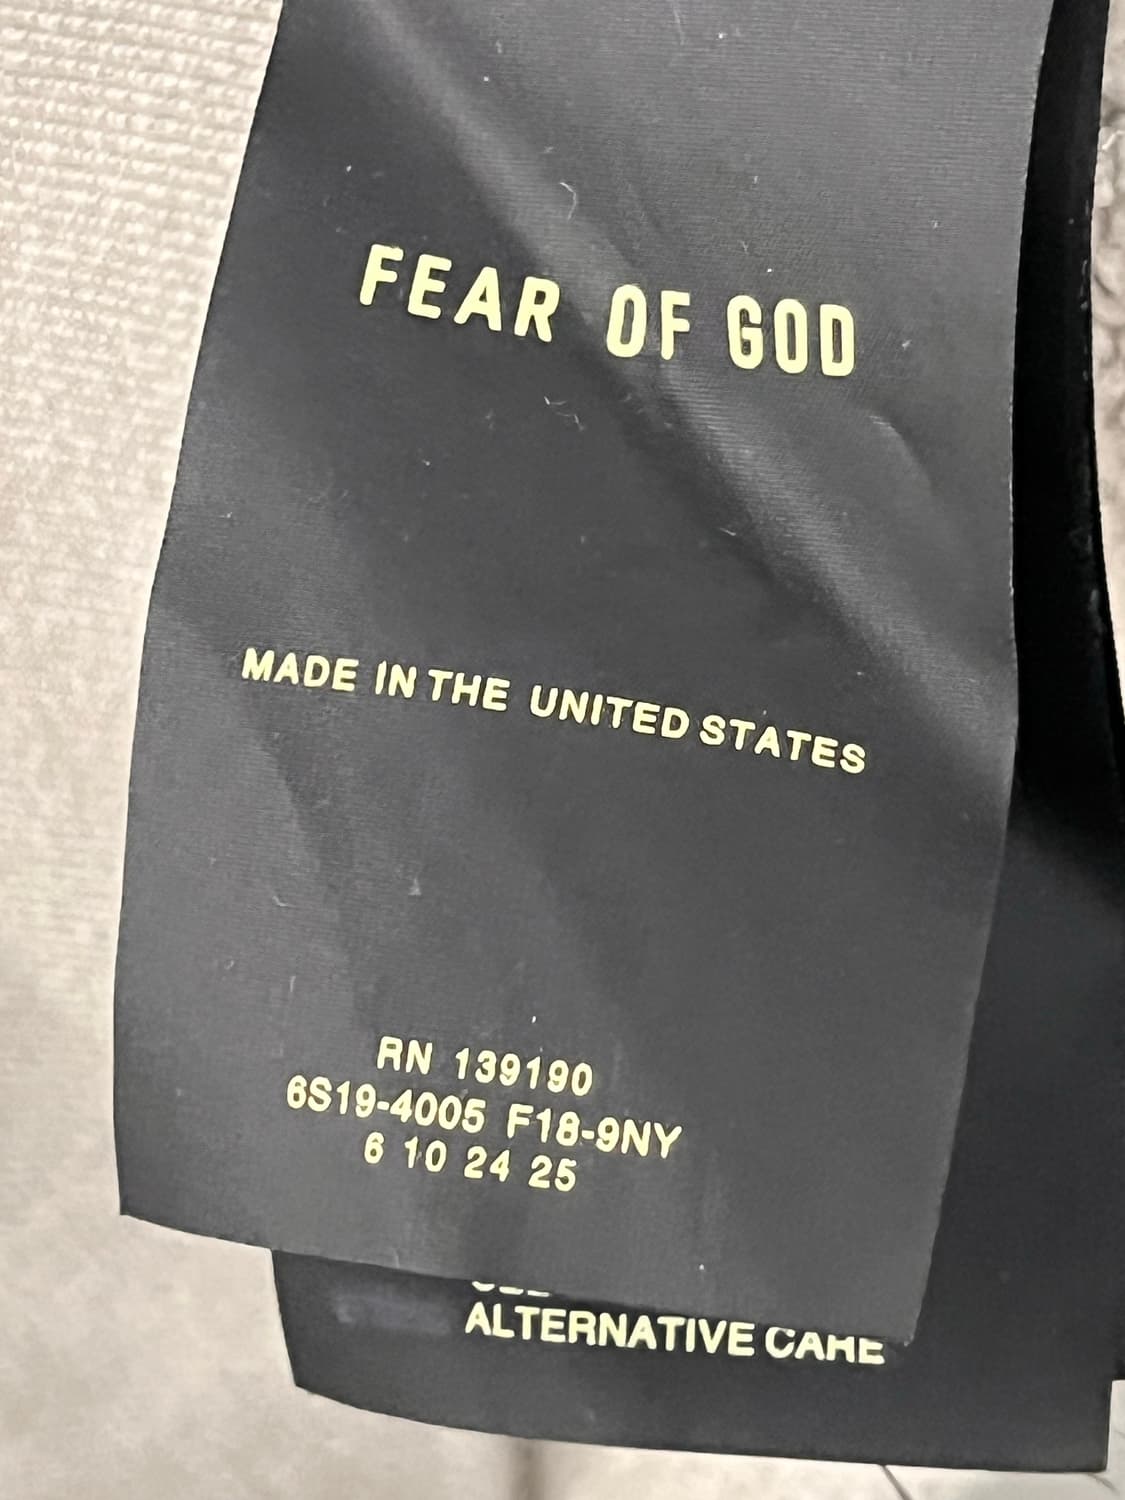 FEAR OF GOD
MADE IN THE UNITED STATES
RN 139190
6S19-4005 F18-9NY
6 10 24 25
ALTERNATIVE CARE